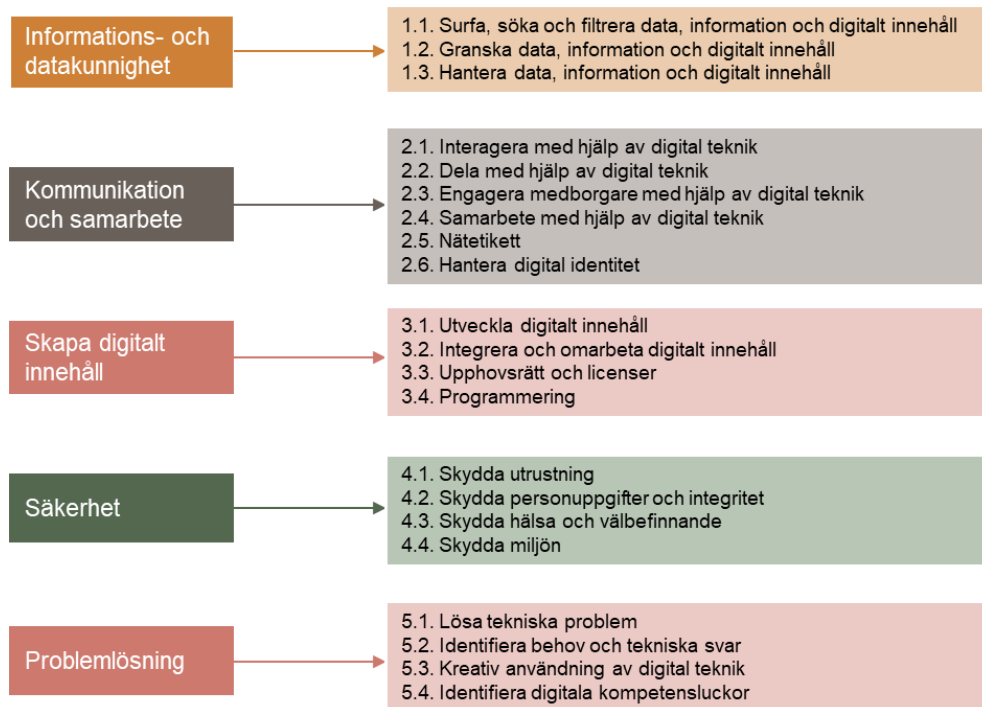 Informations- och
datakunnighet
1.1. Surfa, söka och filtrera data, information och digitalt innehåll
1.2. Granska data, information och digitalt innehåll
1.3. Hantera data, information och digitalt innehåll
Kommunikation
och samarbete
2.1. Interagera med hjälp av digital teknik
2.2. Dela med hjälp av digital teknik
2.3. Engagera medborgare med hjälp av digital teknik
2.4. Samarbete med hjälp av digital teknik
2.5. Nätetikett
2.6. Hantera digital identitet
Skapa digitalt
innehåll
3.1. Utveckla digitalt innehåll
3.2. Integrera och omarbeta digitalt innehåll
3.3. Upphovsrätt och licenser
3.4. Programmering
Säkerhet
4.1. Skydda utrustning
4.2. Skydda personuppgifter och integritet
4.3. Skydda hälsa och välbefinnande
4.4. Skydda miljön
Problemlösning
5.1. Lösa tekniska problem
5.2. Identifiera behov och tekniska svar
5.3. Kreativ användning av digital teknik
5.4. Identifiera digitala kompetensluckor